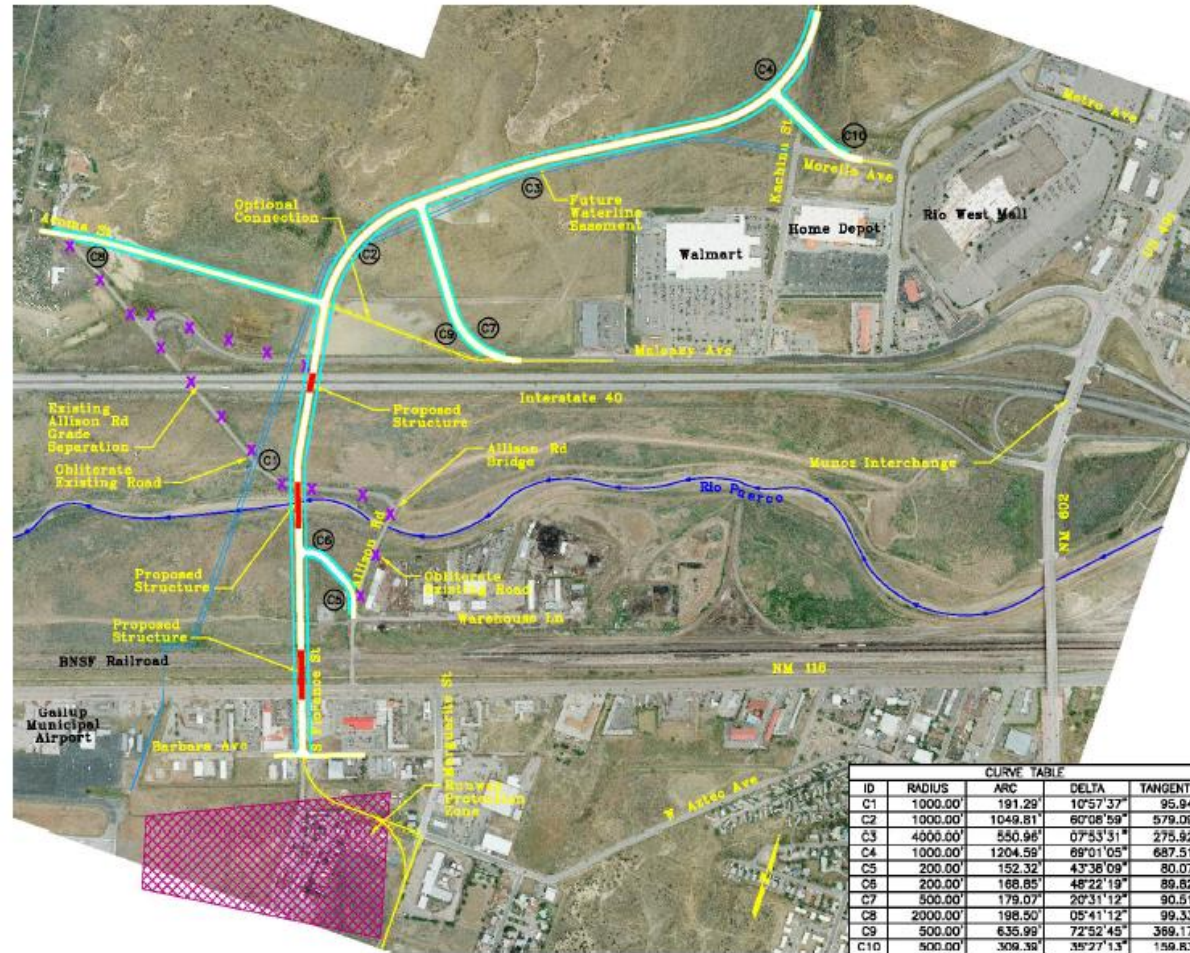 C4
Metro Ave
C10
Kachina St
Morello Ave
C3
Future
Waterline
Easement
Optional
Connection
Rio West Mall
Home Depot
Walmart
US 491
C8
C2
C9
C7
Maloney Ave
Interstate 40
Existing
Allison Rd
Grade
Separation
Proposed
Structure
Obliterate
Existing Road
C1
Allison Rd
Bridge
Munoz Interchange
Rio Puerco
NM 602
C6
Allison Rd
Proposed
Structure
Obliterate
Existing Road
C5
Warehouse Ln
Proposed
Structure
BNSF Railroad
NM 118
S Florence St
Marguerite St
Gallup
Municipal
Airport
Barbara Ave
Runway
Protection
Zone
W Aztec Ave
CURVE TABLE
ID RADIUS ARC DELTA TANGENT
C1 1000.00' 191.29' 10°57'37" 95.94
C2 1000.00' 1049.81' 60°08'59" 579.09
C3 4000.00' 550.96' 07°53'31" 275.92
C4 1000.00' 1204.59' 69°01'05" 687.51
C5 200.00' 152.32' 43°38'09" 80.07
C6 200.00' 168.85' 48°22'19" 89.82
C7 500.00' 179.07' 20°31'12" 90.51
C8 2000.00' 198.50' 05°41'12" 99.33
C9 500.00' 635.99' 72°52'45" 369.17
C10 500.00' 309.39' 35°27'13" 159.83